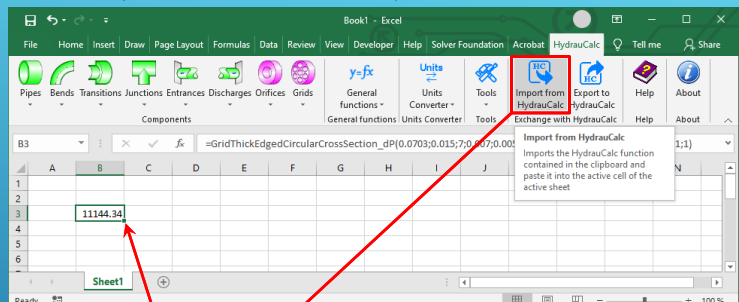 Book1 - Excel
File Home Insert Draw Page Layout Formulas Data Review View Developer Help Solver Foundation Acrobat HydrauCalc Tell me Share
y=fx Units HC HC
Pipes Bends Transitions Junctions Entrances Discharges Orifices Grids General Units Tools Import from Export to Help About
functions Converter HydrauCalc HydrauCalc
Components General functions Units Converter Tools Exchange with HydrauCalc Help About
B3 fx =GridThickEdgedCircularCrossSection_dP(0.0703;0.015;7;0.007;0.005 1;1)
Import from HydrauCalc
Imports the HydrauCalc function
contained in the clipboard and
paste it into the active cell of the
active sheet
A B C D E F G H I J N
1
2
3 11144.34
4
5
6
Sheet1
Ready 100 %